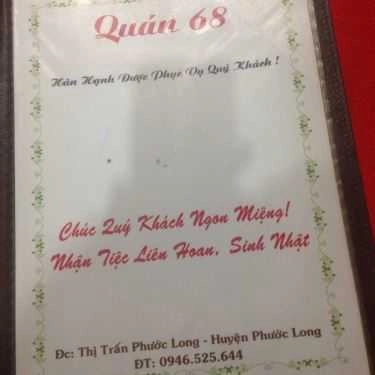 Quán 68
Hân Hạnh Được Phục Vụ Quý Khách !
Chúc Quý Khách Ngon Miệng!
Nhận Tiệc Liên Hoan, Sinh Nhật
Đc: Thị Trấn Phước Long - Huyện Phước Long
ĐT: 0946.525.644